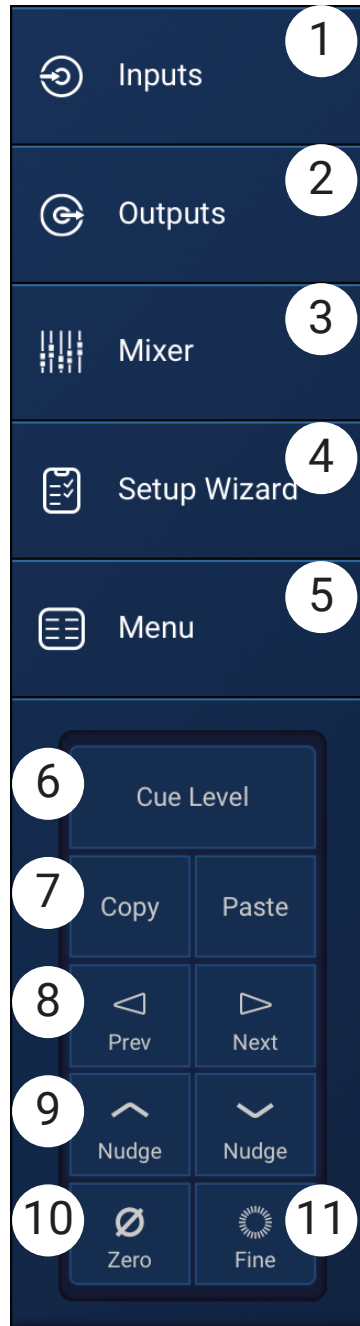 1
Inputs
2
Outputs
3
Mixer
4
Setup Wizard
5
Menu
6
Cue Level
7
Copy Paste
8
Prev Next
9
Nudge Nudge
10 11
Zero Fine